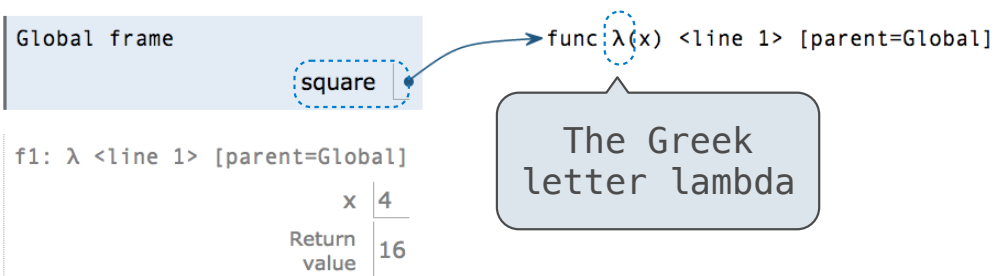 Global frame
func λ(x) <line 1> [parent=Global]
square
The Greek
letter lambda
f1: λ <line 1> [parent=Global]
x 4
Return
value 16